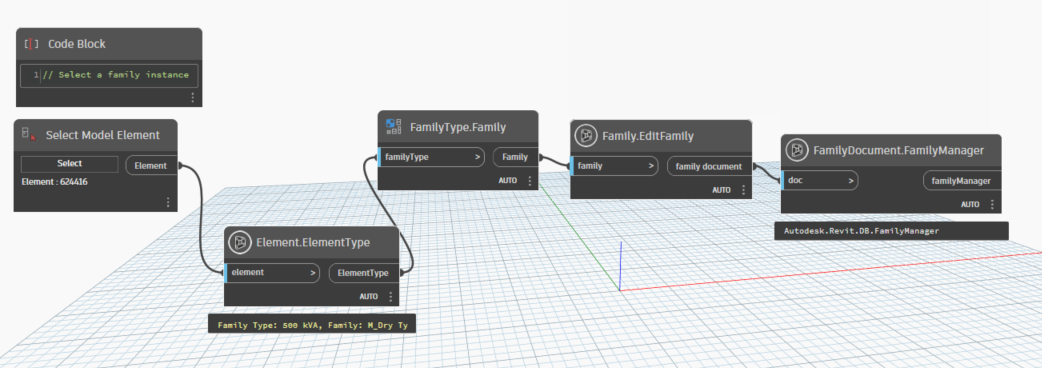 Code Block
1 // Select a family instance
Select Model Element
Select
Element
Element : 624416
Element.ElementType
element >
ElementType
AUTO
Family Type: 500 kVA, Family: M_Dry Ty
FamilyType.Family
familyType >
Family
AUTO
Family.EditFamily
family >
family document
AUTO
FamilyDocument.FamilyManager
doc >
familyManager
AUTO
Autodesk.Revit.DB.FamilyManager